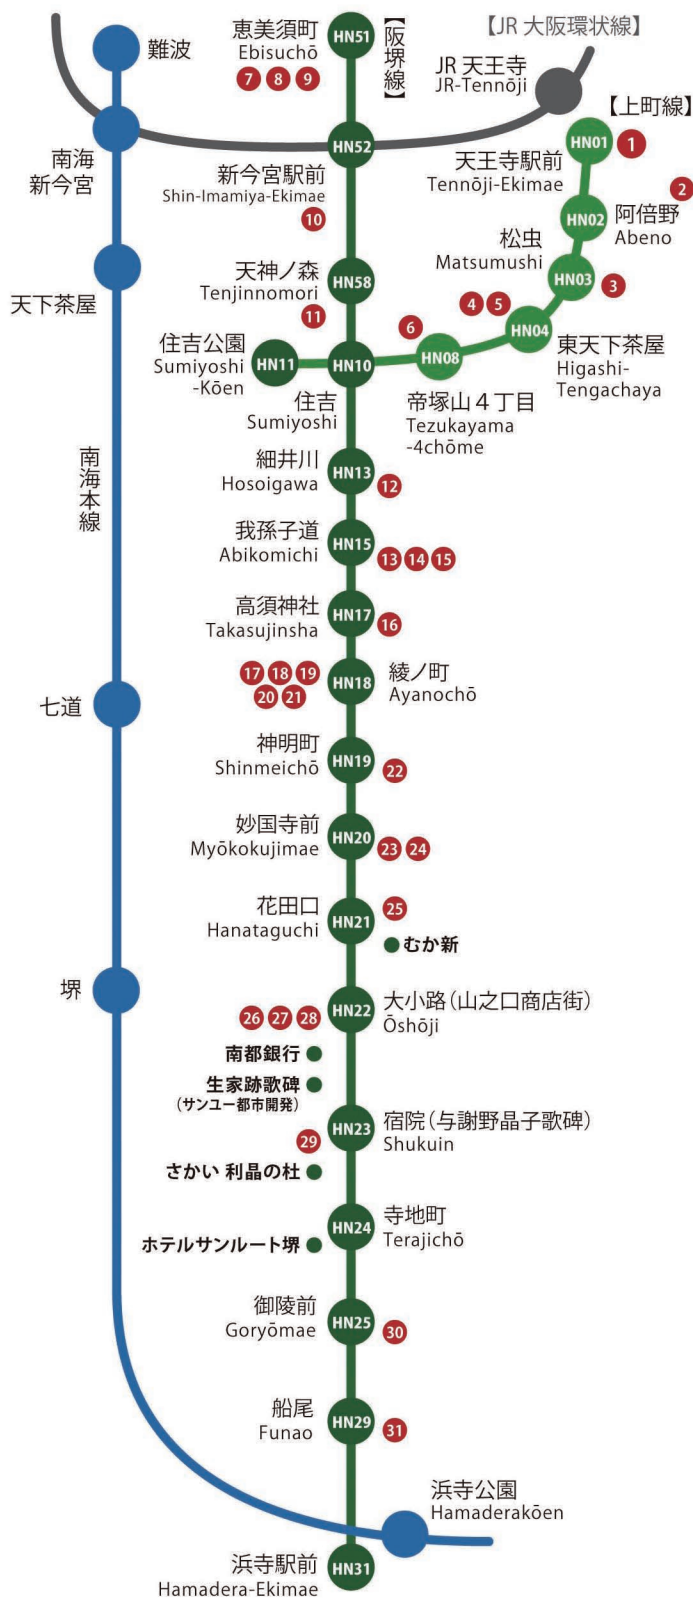 【JR 大阪環状線】
難波
恵美須町
Ebisuchō
HN51
【阪堺線】
7 8 9
JR 天王寺
JR-Tennōji
【上町線】
南海
新今宮
HN52
新今宮駅前
Shin-Imamiya-Ekimae
10
天王寺駅前
Tennōji-Ekimae
HN01
1
2
HN02
阿倍野
Abeno
松虫
Matsumushi
HN03
3
天下茶屋
天神ノ森
Tenjinnomori
HN58
11
4 5
HN04
東天下茶屋
Higashi-
Tengachaya
6
HN08
帝塚山4丁目
Tezukayama
-4chōme
住吉公園
Sumiyoshi
-Kōen
HN11
HN10
住吉
Sumiyoshi
南海本線
細井川
Hosoigawa
HN13
12
我孫子道
Abikomichi
HN15
13 14 15
高須神社
Takasujinsha
HN17
16
七道
17 18 19
20 21
HN18
綾ノ町
Ayanochō
神明町
Shinmeichō
HN19
22
妙国寺前
Myōkokujimae
HN20
23 24
花田口
Hanataguchi
HN21
25
むか新
堺
26 27 28
HN22
大小路(山之口商店街)
Ōshōji
南都銀行
生家跡歌碑
(サンユー都市開発)
29
HN23
宿院(与謝野晶子歌碑)
Shukuin
さかい 利晶の杜
HN24
寺地町
Terajichō
ホテルサンルート堺
御陵前
Goryōmae
HN25
30
船尾
Funao
HN29
31
浜寺公園
Hamaderakōen
浜寺駅前
Hamadera-Ekimae
HN31